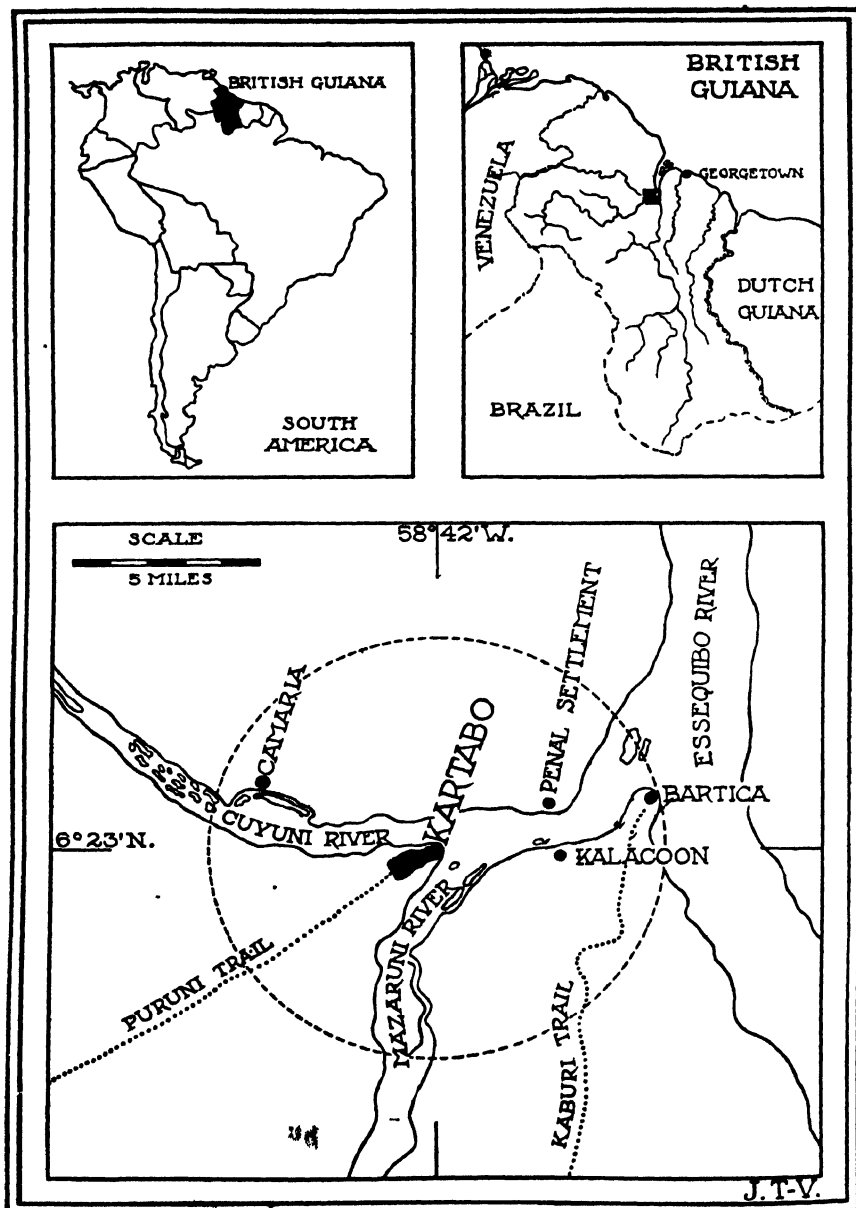 BRITISH GUIANA
SOUTH
AMERICA
BRITISH
GUIANA
VENEZUELA
GEORGETOWN
DUTCH
GUIANA
BRAZIL
SCALE
5 MILES
58°42'W.
PENAL SETTLEMENT
ESSEQUIBO RIVER
CAMARIA
KARTABO
BARTICA
CUYUNI RIVER
6°23'N.
KALACOON
MAZARUNI RIVER
PURUNI TRAIL
KABURI TRAIL
J. T-V.